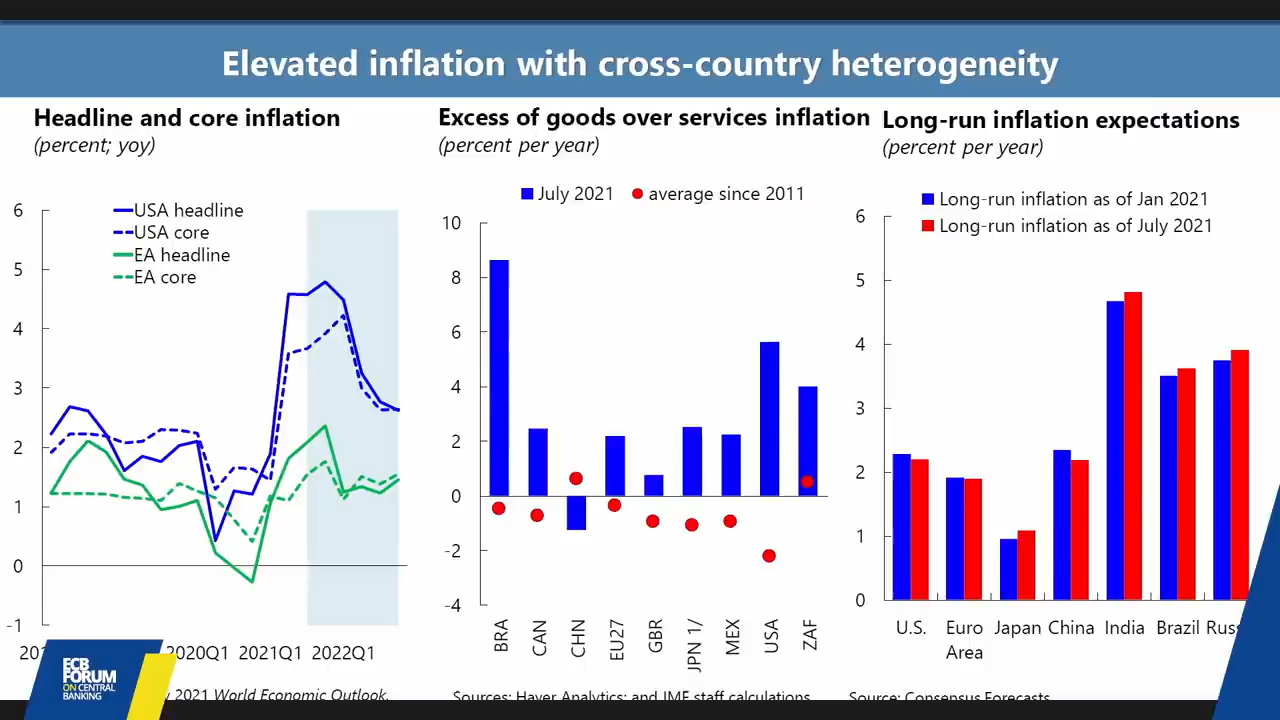 Elevated inflation with cross-country heterogeneity
Headline and core inflation
(percent; yoy)
USA headline
USA core
EA headline
EA core
6
5
4
3
2
1
0
-1
2020Q1 2021Q1 2022Q1
2021 World Economic Outlook.
Excess of goods over services inflation
(percent per year)
July 2021 average since 2011
10
8
6
4
2
0
-2
-4
BRA CAN CHN EU27 GBR JPN 1/ MEX USA ZAF
Sources: Haver Analytics; and IMF staff calculations
Long-run inflation expectations
(percent per year)
Long-run inflation as of Jan 2021
Long-run inflation as of July 2021
6
5
4
3
2
1
0
U.S. Euro Japan China India Brazil
Area
Source: Consensus Forecasts
ECB
FORUM
ON CENTRAL
BANKING